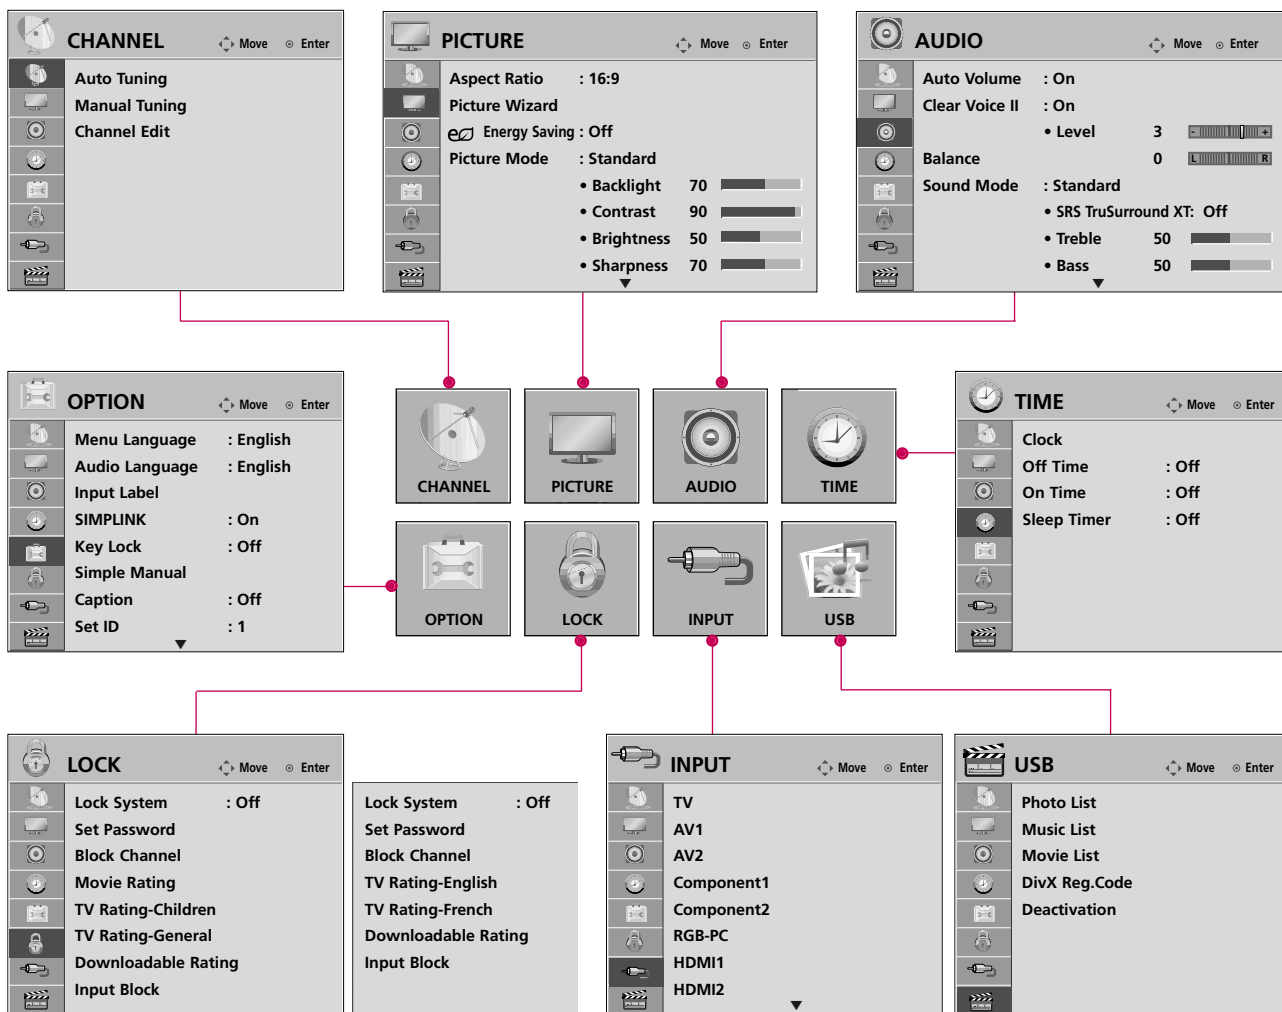 CHANNEL Move Enter
Auto Tuning
Manual Tuning
Channel Edit
PICTURE Move Enter
Aspect Ratio : 16:9
Picture Wizard
Energy Saving : Off
Picture Mode : Standard
• Backlight 70
• Contrast 90
• Brightness 50
• Sharpness 70
AUDIO Move Enter
Auto Volume : On
Clear Voice II : On
• Level 3 - +
Balance 0 L R
Sound Mode : Standard
• SRS TruSurround XT: Off
• Treble 50
• Bass 50
OPTION Move Enter
Menu Language : English
Audio Language : English
Input Label
SIMPLINK : On
Key Lock : Off
Simple Manual
Caption : Off
Set ID : 1
CHANNEL
PICTURE
AUDIO
TIME
OPTION
LOCK
INPUT
USB
TIME Move Enter
Clock
Off Time : Off
On Time : Off
Sleep Timer : Off
LOCK Move Enter
Lock System : Off
Set Password
Block Channel
Movie Rating
TV Rating-Children
TV Rating-General
Downloadable Rating
Input Block
Lock System : Off
Set Password
Block Channel
TV Rating-English
TV Rating-French
Downloadable Rating
Input Block
INPUT Move Enter
TV
AV1
AV2
Component1
Component2
RGB-PC
HDMI1
HDMI2
USB Move Enter
Photo List
Music List
Movie List
DivX Reg.Code
Deactivation